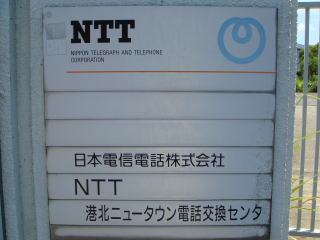 NTT
NIPPON TELEGRAPH AND TELEPHONE
CORPORATION
日本電信電話株式会社
NTT
港北ニュータウン電話交換センタ